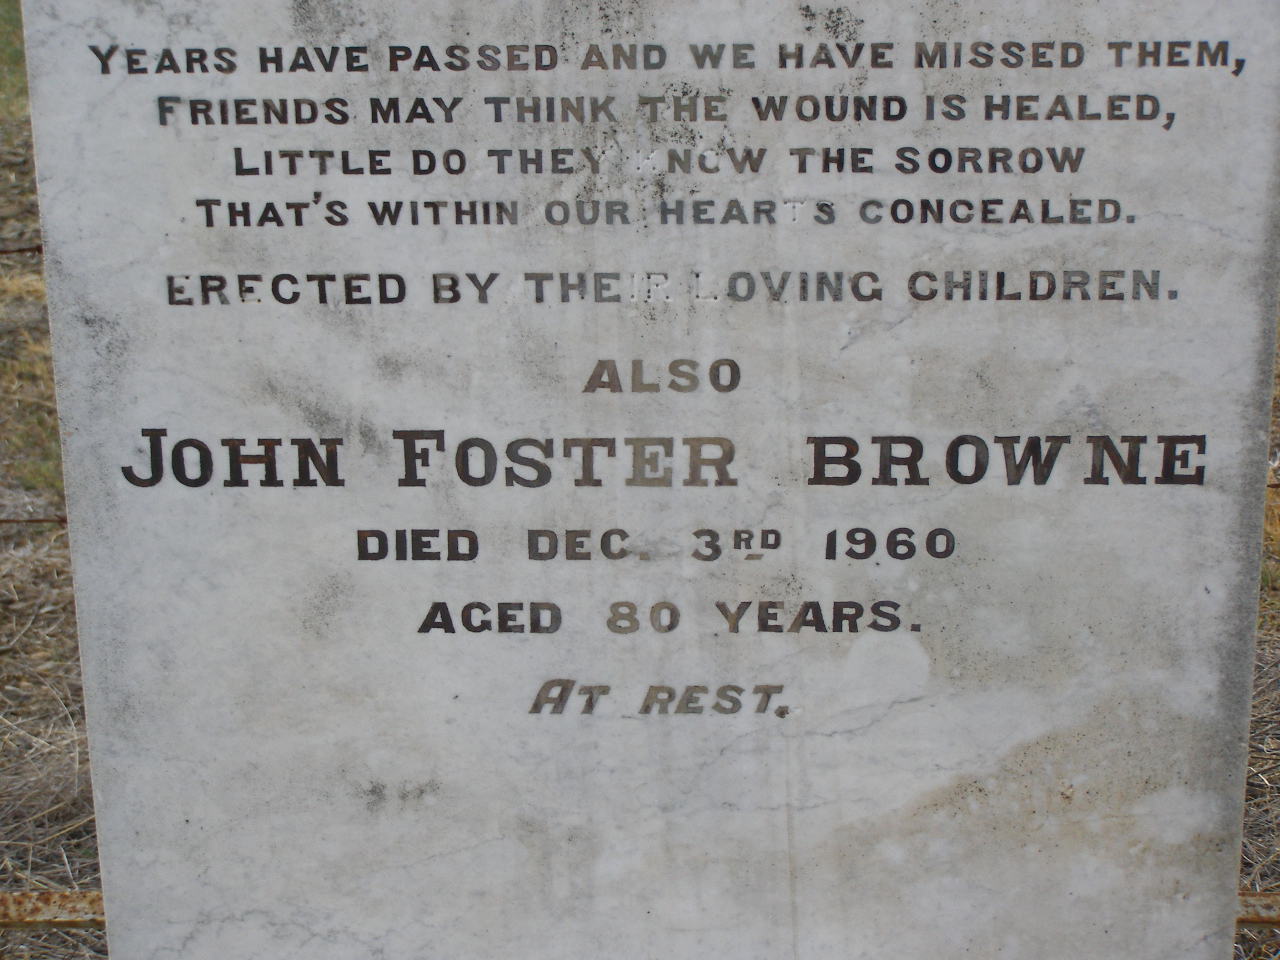 YEARS HAVE PASSED AND WE HAVE MISSED THEM,
FRIENDS MAY THINK THE WOUND IS HEALED,
LITTLE DO THEY KNOW THE SORROW
THAT'S WITHIN OUR HEARTS CONCEALED.
ERECTED BY THEIR LOVING CHILDREN.
ALSO
JOHN FOSTER BROWNE
DIED DEC. 3RD 1960
AGED 80 YEARS.
AT REST.